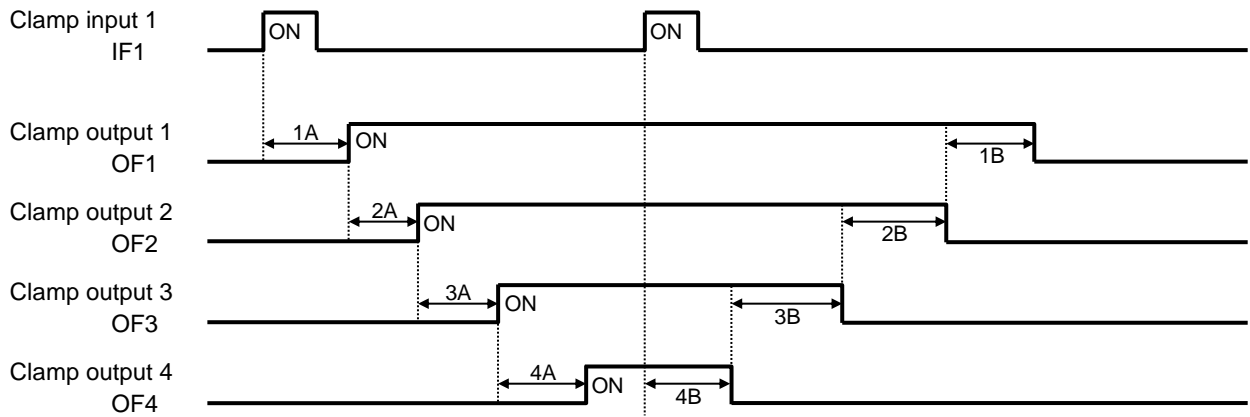 Clamp input 1
IF1
ON
ON
Clamp output 1
OF1
1A
ON
1B
Clamp output 2
OF2
2A
ON
2B
Clamp output 3
OF3
3A
ON
3B
Clamp output 4
OF4
4A
ON
4B